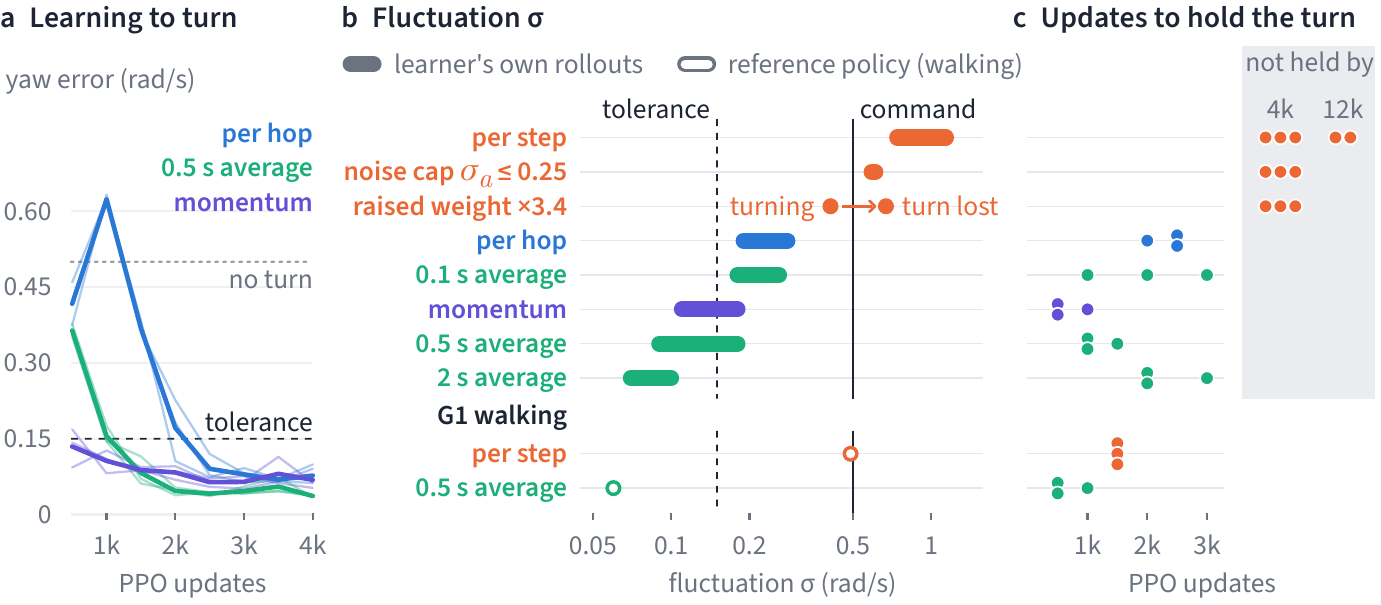 a Learning to turn
yaw error (rad/s)
per hop
0.5 s average
momentum
0.60
no turn
0.45
0.30
tolerance
0.15
0
1k 2k 3k 4k
PPO updates
b Fluctuation σ
learner's own rollouts reference policy (walking)
tolerance command
per step
noise cap σₐ ≤ 0.25
raised weight ×3.4 turning turn lost
per hop
0.1 s average
momentum
0.5 s average
2 s average
G1 walking
per step
0.5 s average
0.05 0.1 0.2 0.5 1
fluctuation σ (rad/s)
c Updates to hold the turn
not held by
4k 12k
1k 2k 3k
PPO updates